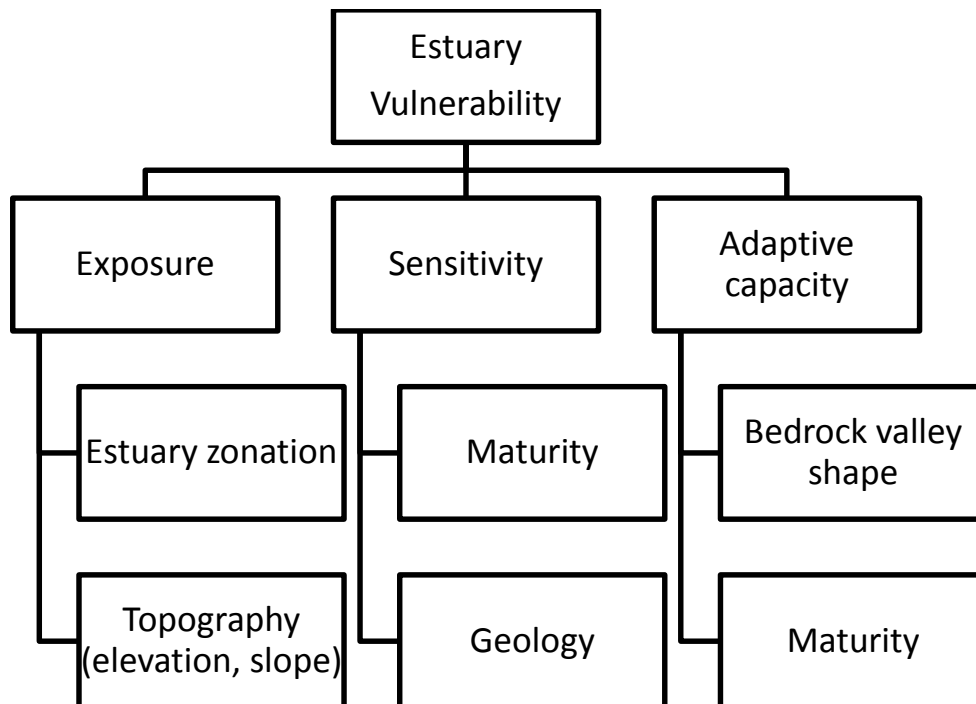 Estuary
Vulnerability
Exposure
Sensitivity
Adaptive
capacity
Estuary zonation
Maturity
Bedrock valley
shape
Topography
(elevation, slope)
Geology
Maturity